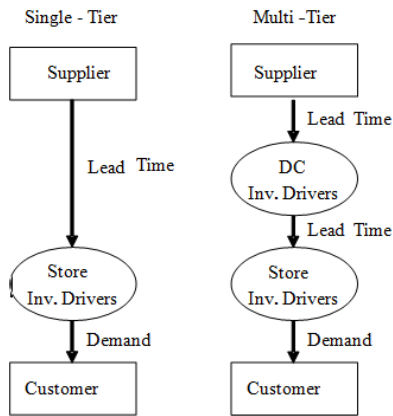 Single - Tier
Supplier
Lead Time
Store
Inv. Drivers
Demand
Customer
Multi -Tier
Supplier
Lead Time
DC
Inv. Drivers
Lead Time
Store
Inv. Drivers
Demand
Customer